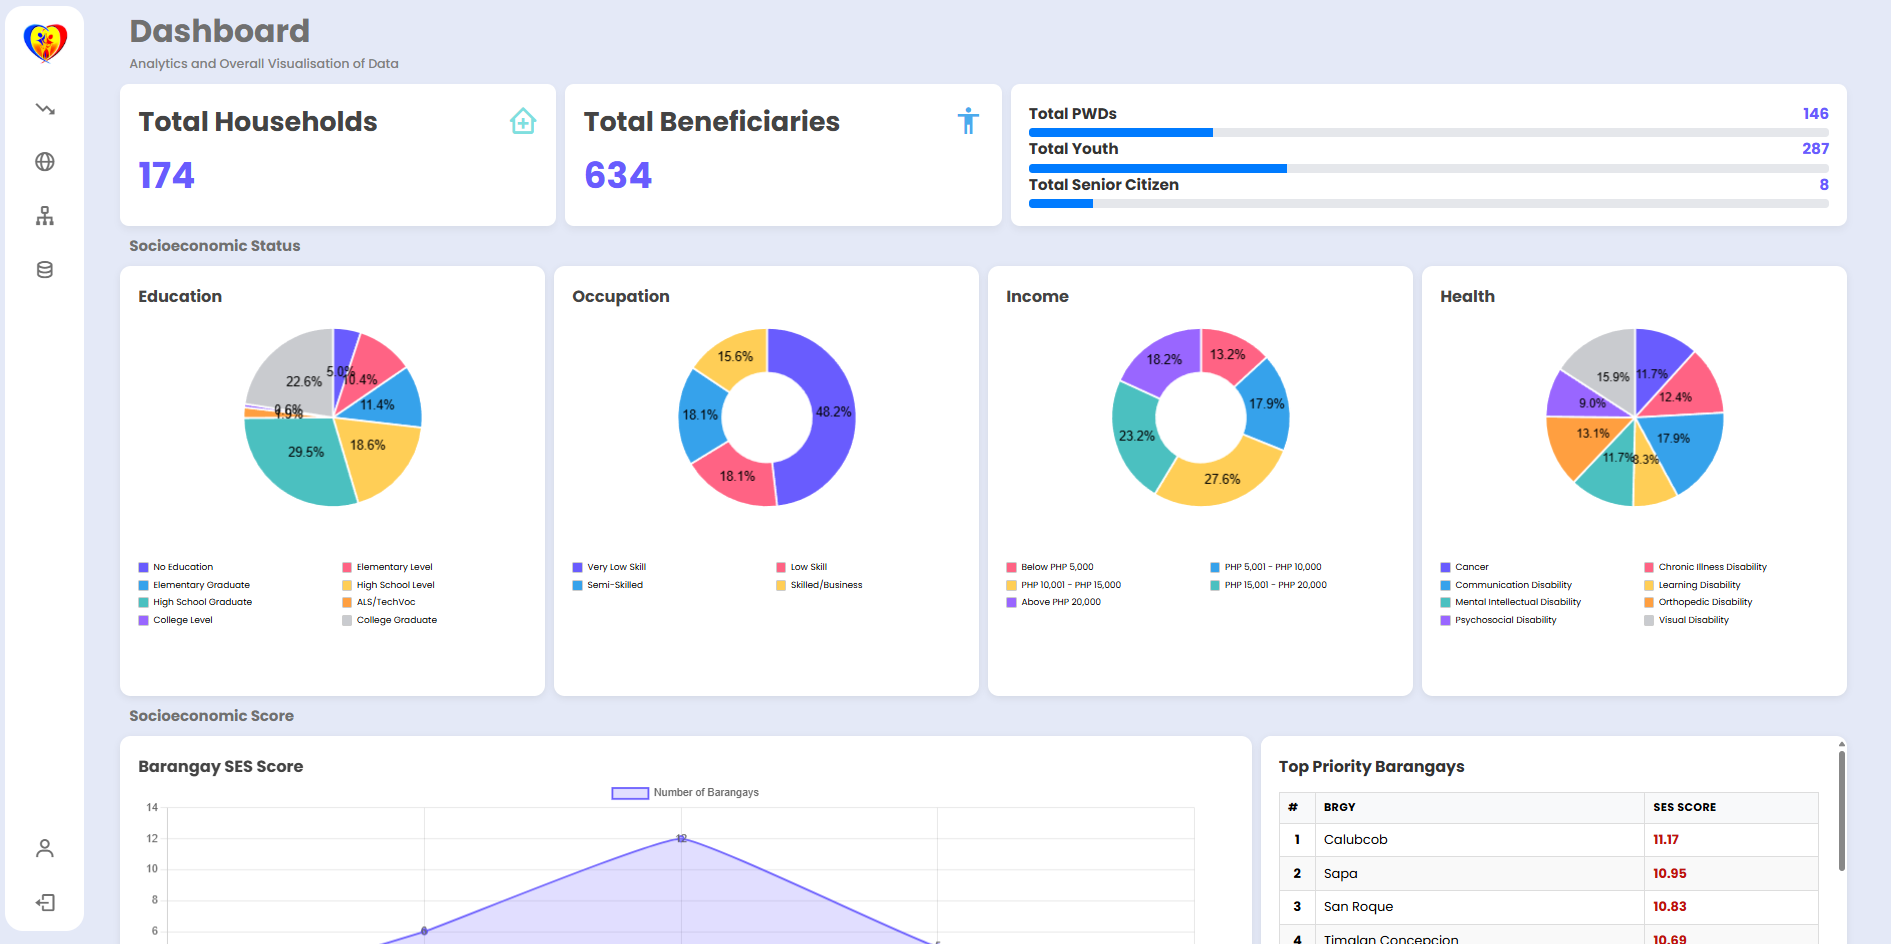 Dashboard
Analytics and Overall Visualisation of Data
Total Households
174
Total Beneficiaries
634
Total PWDs 146
Total Youth 287
Total Senior Citizen 8
Socioeconomic Status
Education
5.0%
10.4%
11.4%
18.6%
29.5%
1.9%
0.6%
22.6%
No Education
Elementary Level
Elementary Graduate
High School Level
High School Graduate
ALS/TechVoc
College Level
College Graduate
Occupation
48.2%
18.1%
18.1%
15.6%
Very Low Skill
Low Skill
Semi-Skilled
Skilled/Business
Income
13.2%
17.9%
27.6%
23.2%
18.2%
Below PHP 5,000
PHP 5,001 - PHP 10,000
PHP 10,001 - PHP 15,000
PHP 15,001 - PHP 20,000
Above PHP 20,000
Health
11.7%
12.4%
17.9%
8.3%
11.7%
13.1%
9.0%
15.9%
Cancer
Chronic Illness Disability
Communication Disability
Learning Disability
Mental Intellectual Disability
Orthopedic Disability
Psychosocial Disability
Visual Disability
Socioeconomic Score
Barangay SES Score
Number of Barangays
14
12
10
8
6
12
6
Top Priority Barangays
# BRGY SES SCORE
1 Calubcob 11.17
2 Sapa 10.95
3 San Roque 10.83
4 Timalan Concepcion 10.69